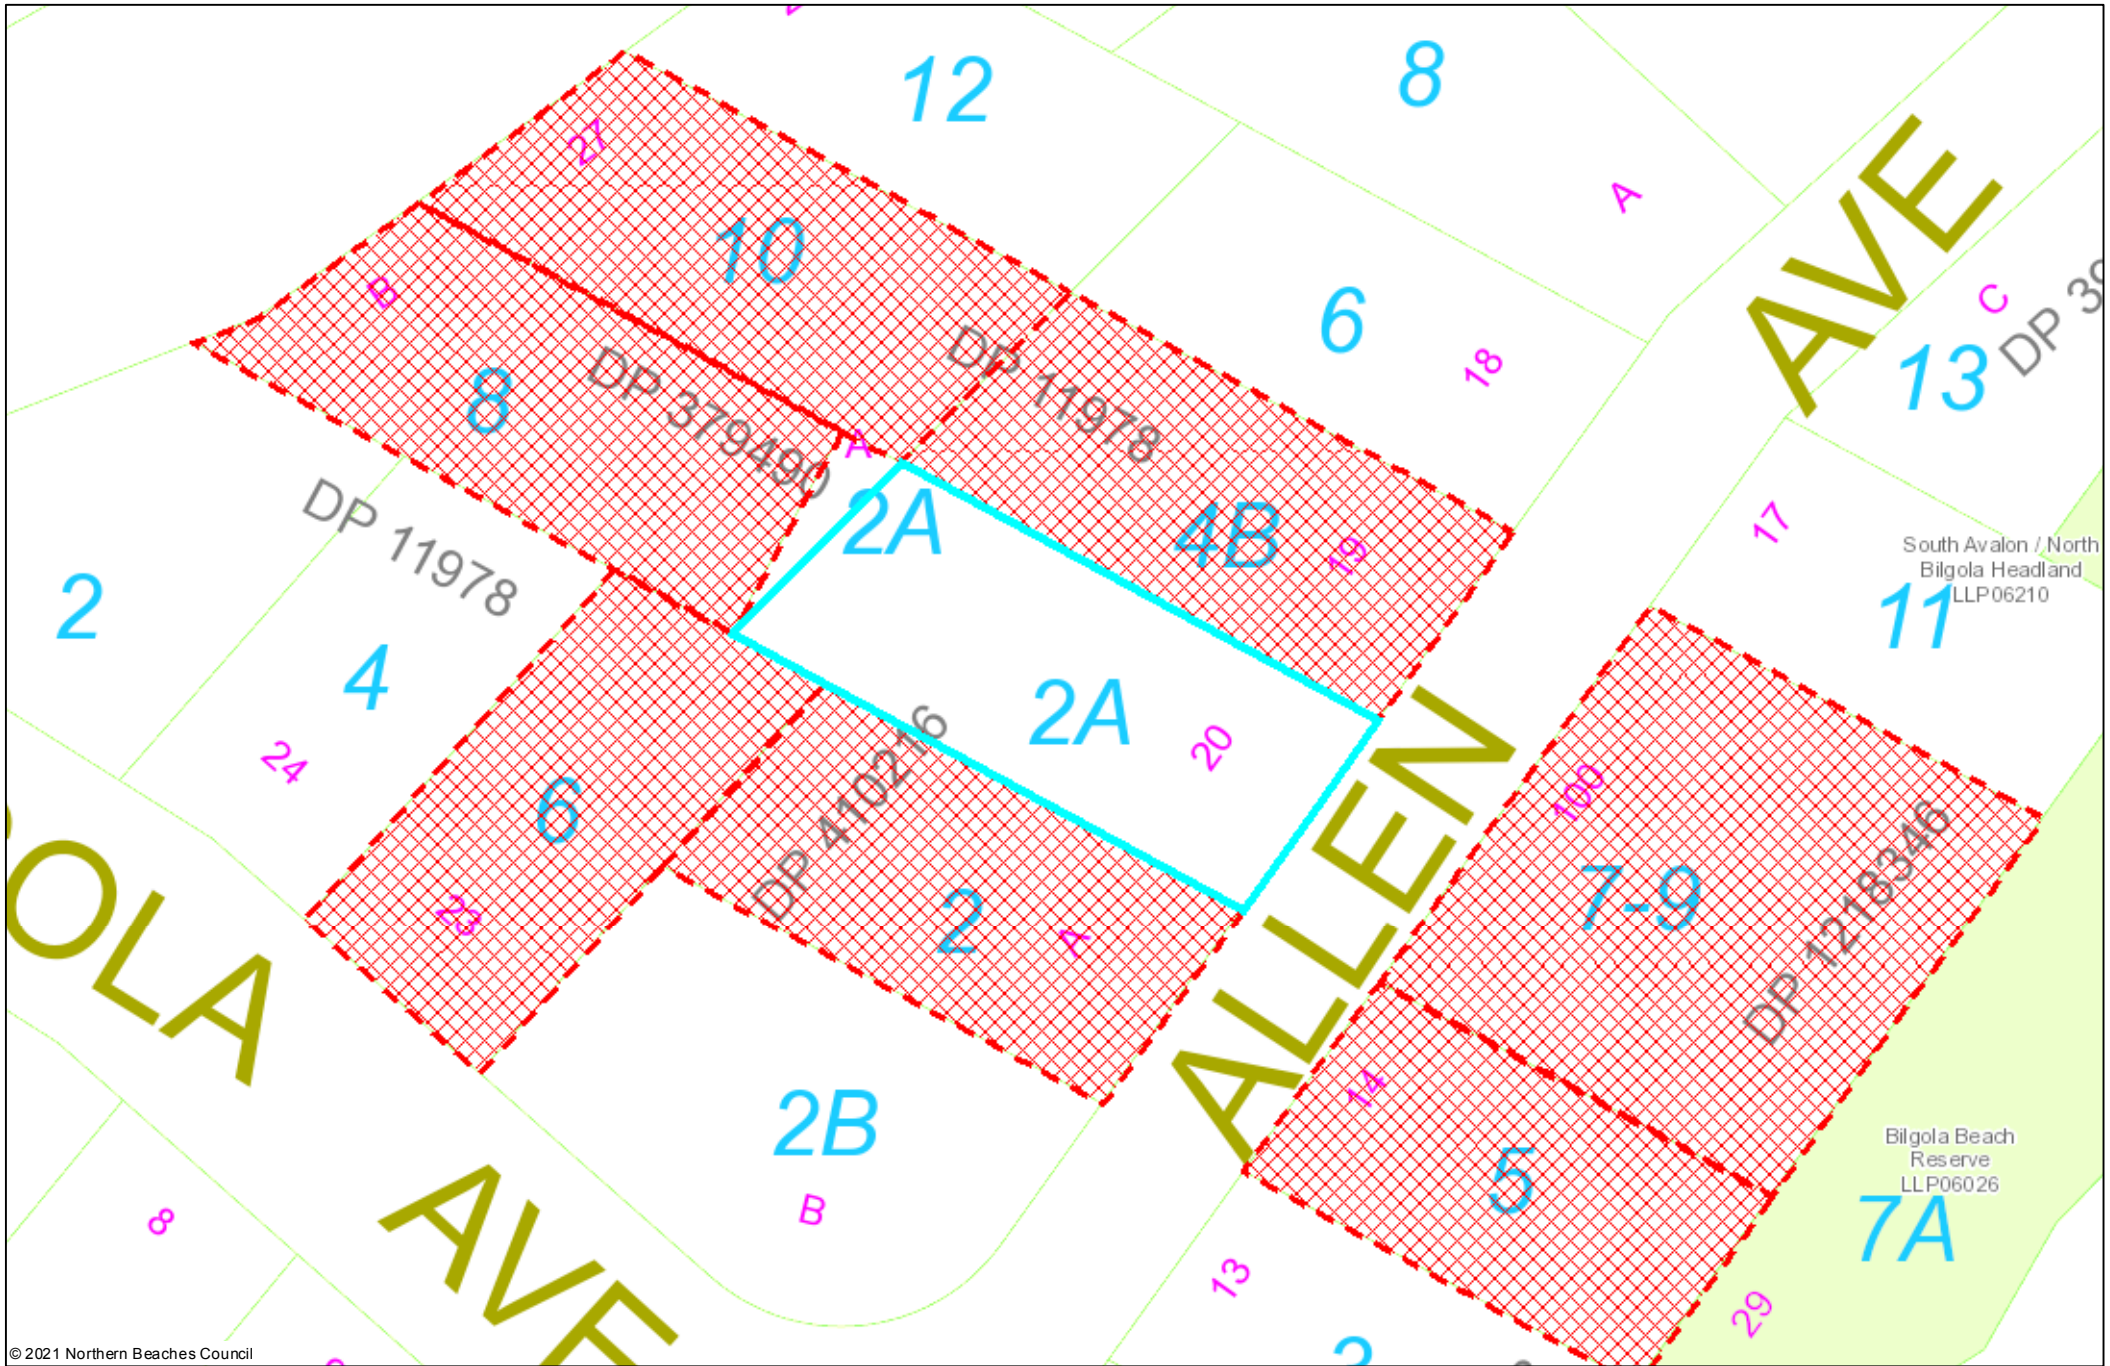 12
8
27
A
AVE
10
B
C
6
13
DP 39
DP 11978
18
8
DP 379490
A
2A
DP 11978
4B
19
17
South Avalon / North
Bilgola Headland
LLP06210
11
2
4
2A
20
24
DP 410216
ALLEN
100
6
7-9
DP 1218346
OLA
23
2
A
14
2B
5
Bilgola Beach
Reserve
LLP06026
7A
B
8
AVE
13
29
© 2021 Northern Beaches Council